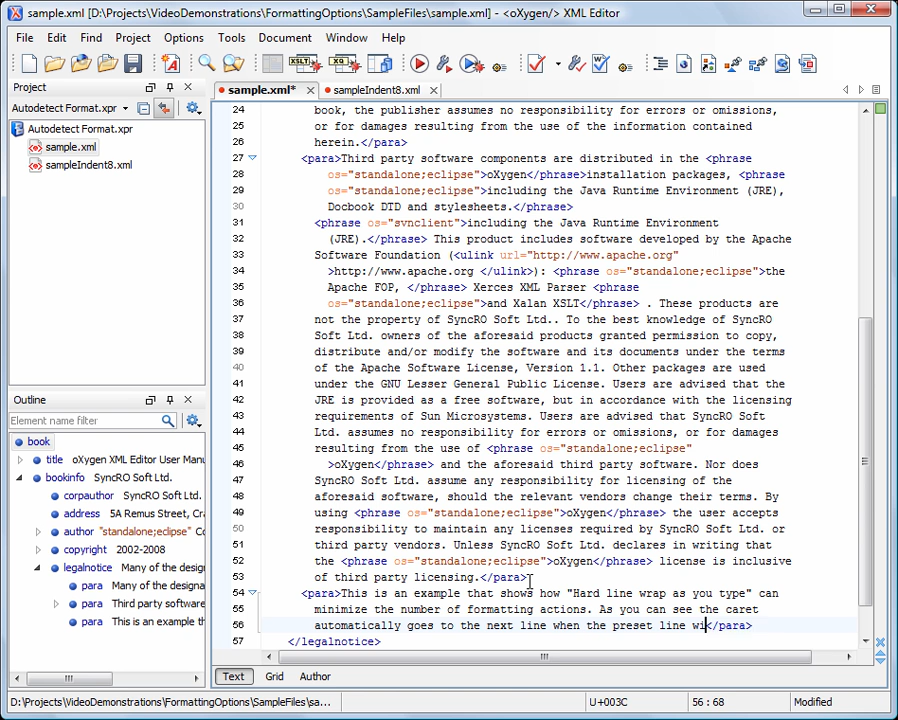 sample.xml [D:\Projects\VideoDemonstrations\FormattingOptions\SampleFiles\sample.xml] - <oXygen/> XML Editor
File Edit Find Project Options Tools Document Window Help
Project
Autodetect Format.xpr
Autodetect Format.xpr
sample.xml
sampleIndent8.xml
Outline
Element name filter
book
title oXygen XML Editor User Manu
bookinfo SyncRO Soft Ltd.
corpauthor SyncRO Soft Ltd.
address 5A Remus Street, Cra
author "standalone;eclipse"
copyright 2002-2008
legalnotice Many of the designa
para Many of the designa
para Third party software
para This is an example th
sample.xml* sampleIndent8.xml
24 book, the publisher assumes no responsibility for errors or omissions,
25 or for damages resulting from the use of the information contained
26 herein.</para>
27 <para>Third party software components are distributed in the <phrase
28 os="standalone;eclipse">oXygen</phrase>installation packages, <phrase
29 os="standalone;eclipse">including the Java Runtime Environment (JRE),
30 Docbook DTD and stylesheets.</phrase>
31 <phrase os="svnclient">including the Java Runtime Environment
32 (JRE).</phrase> This product includes software developed by the Apache
33 Software Foundation (<ulink url="http://www.apache.org"
34 >http://www.apache.org </ulink>): <phrase os="standalone;eclipse">the
35 Apache FOP, </phrase> Xerces XML Parser <phrase
36 os="standalone;eclipse">and Xalan XSLT</phrase> . These products are
37 not the property of SyncRO Soft Ltd.. To the best knowledge of SyncRO
38 Soft Ltd. owners of the aforesaid products granted permission to copy,
39 distribute and/or modify the software and its documents under the terms
40 of the Apache Software License, Version 1.1. Other packages are used
41 under the GNU Lesser General Public License. Users are advised that the
42 JRE is provided as a free software, but in accordance with the licensing
43 requirements of Sun Microsystems. Users are advised that SyncRO Soft
44 Ltd. assumes no responsibility for errors or omissions, or for damages
45 resulting from the use of <phrase os="standalone;eclipse"
46 >oXygen</phrase> and the aforesaid third party software. Nor does
47 SyncRO Soft Ltd. assume any responsibility for licensing of the
48 aforesaid software, should the relevant vendors change their terms. By
49 using <phrase os="standalone;eclipse">oXygen</phrase> the user accepts
50 responsibility to maintain any licenses required by SyncRO Soft Ltd. or
51 third party vendors. Unless SyncRO Soft Ltd. declares in writing that
52 the <phrase os="standalone;eclipse">oXygen</phrase> license is inclusive
53 of third party licensing.</para>
54 <para>This is an example that shows how "Hard line wrap as you type" can
55 minimize the number of formatting actions. As you can see the caret
56 automatically goes to the next line when the preset line wi</para>
57 </legalnotice>
Text Grid Author
D:\Projects\VideoDemonstrations\FormattingOptions\SampleFiles\sa... U+003C 56 : 68 Modified